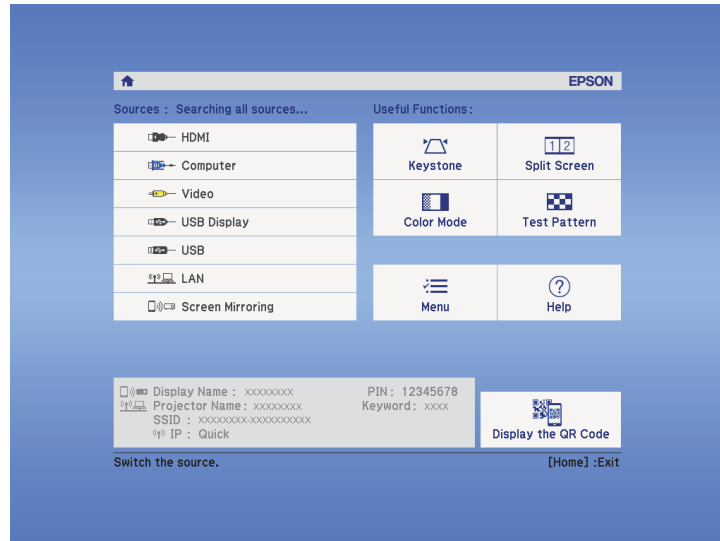 EPSON
Sources : Searching all sources...
HDMI
Computer
Video
USB Display
USB
LAN
Screen Mirroring
Useful Functions:
Keystone
1 2
Split Screen
Color Mode
Test Pattern
Menu
?
Help
Display Name : xxxxxxxx
PIN: 12345678
Projector Name: xxxxxxxx
Keyword: xxxx
SSID : xxxxxxxx-xxxxxxxxxx
IP : Quick
Display the QR Code
Switch the source.
[Home] :Exit